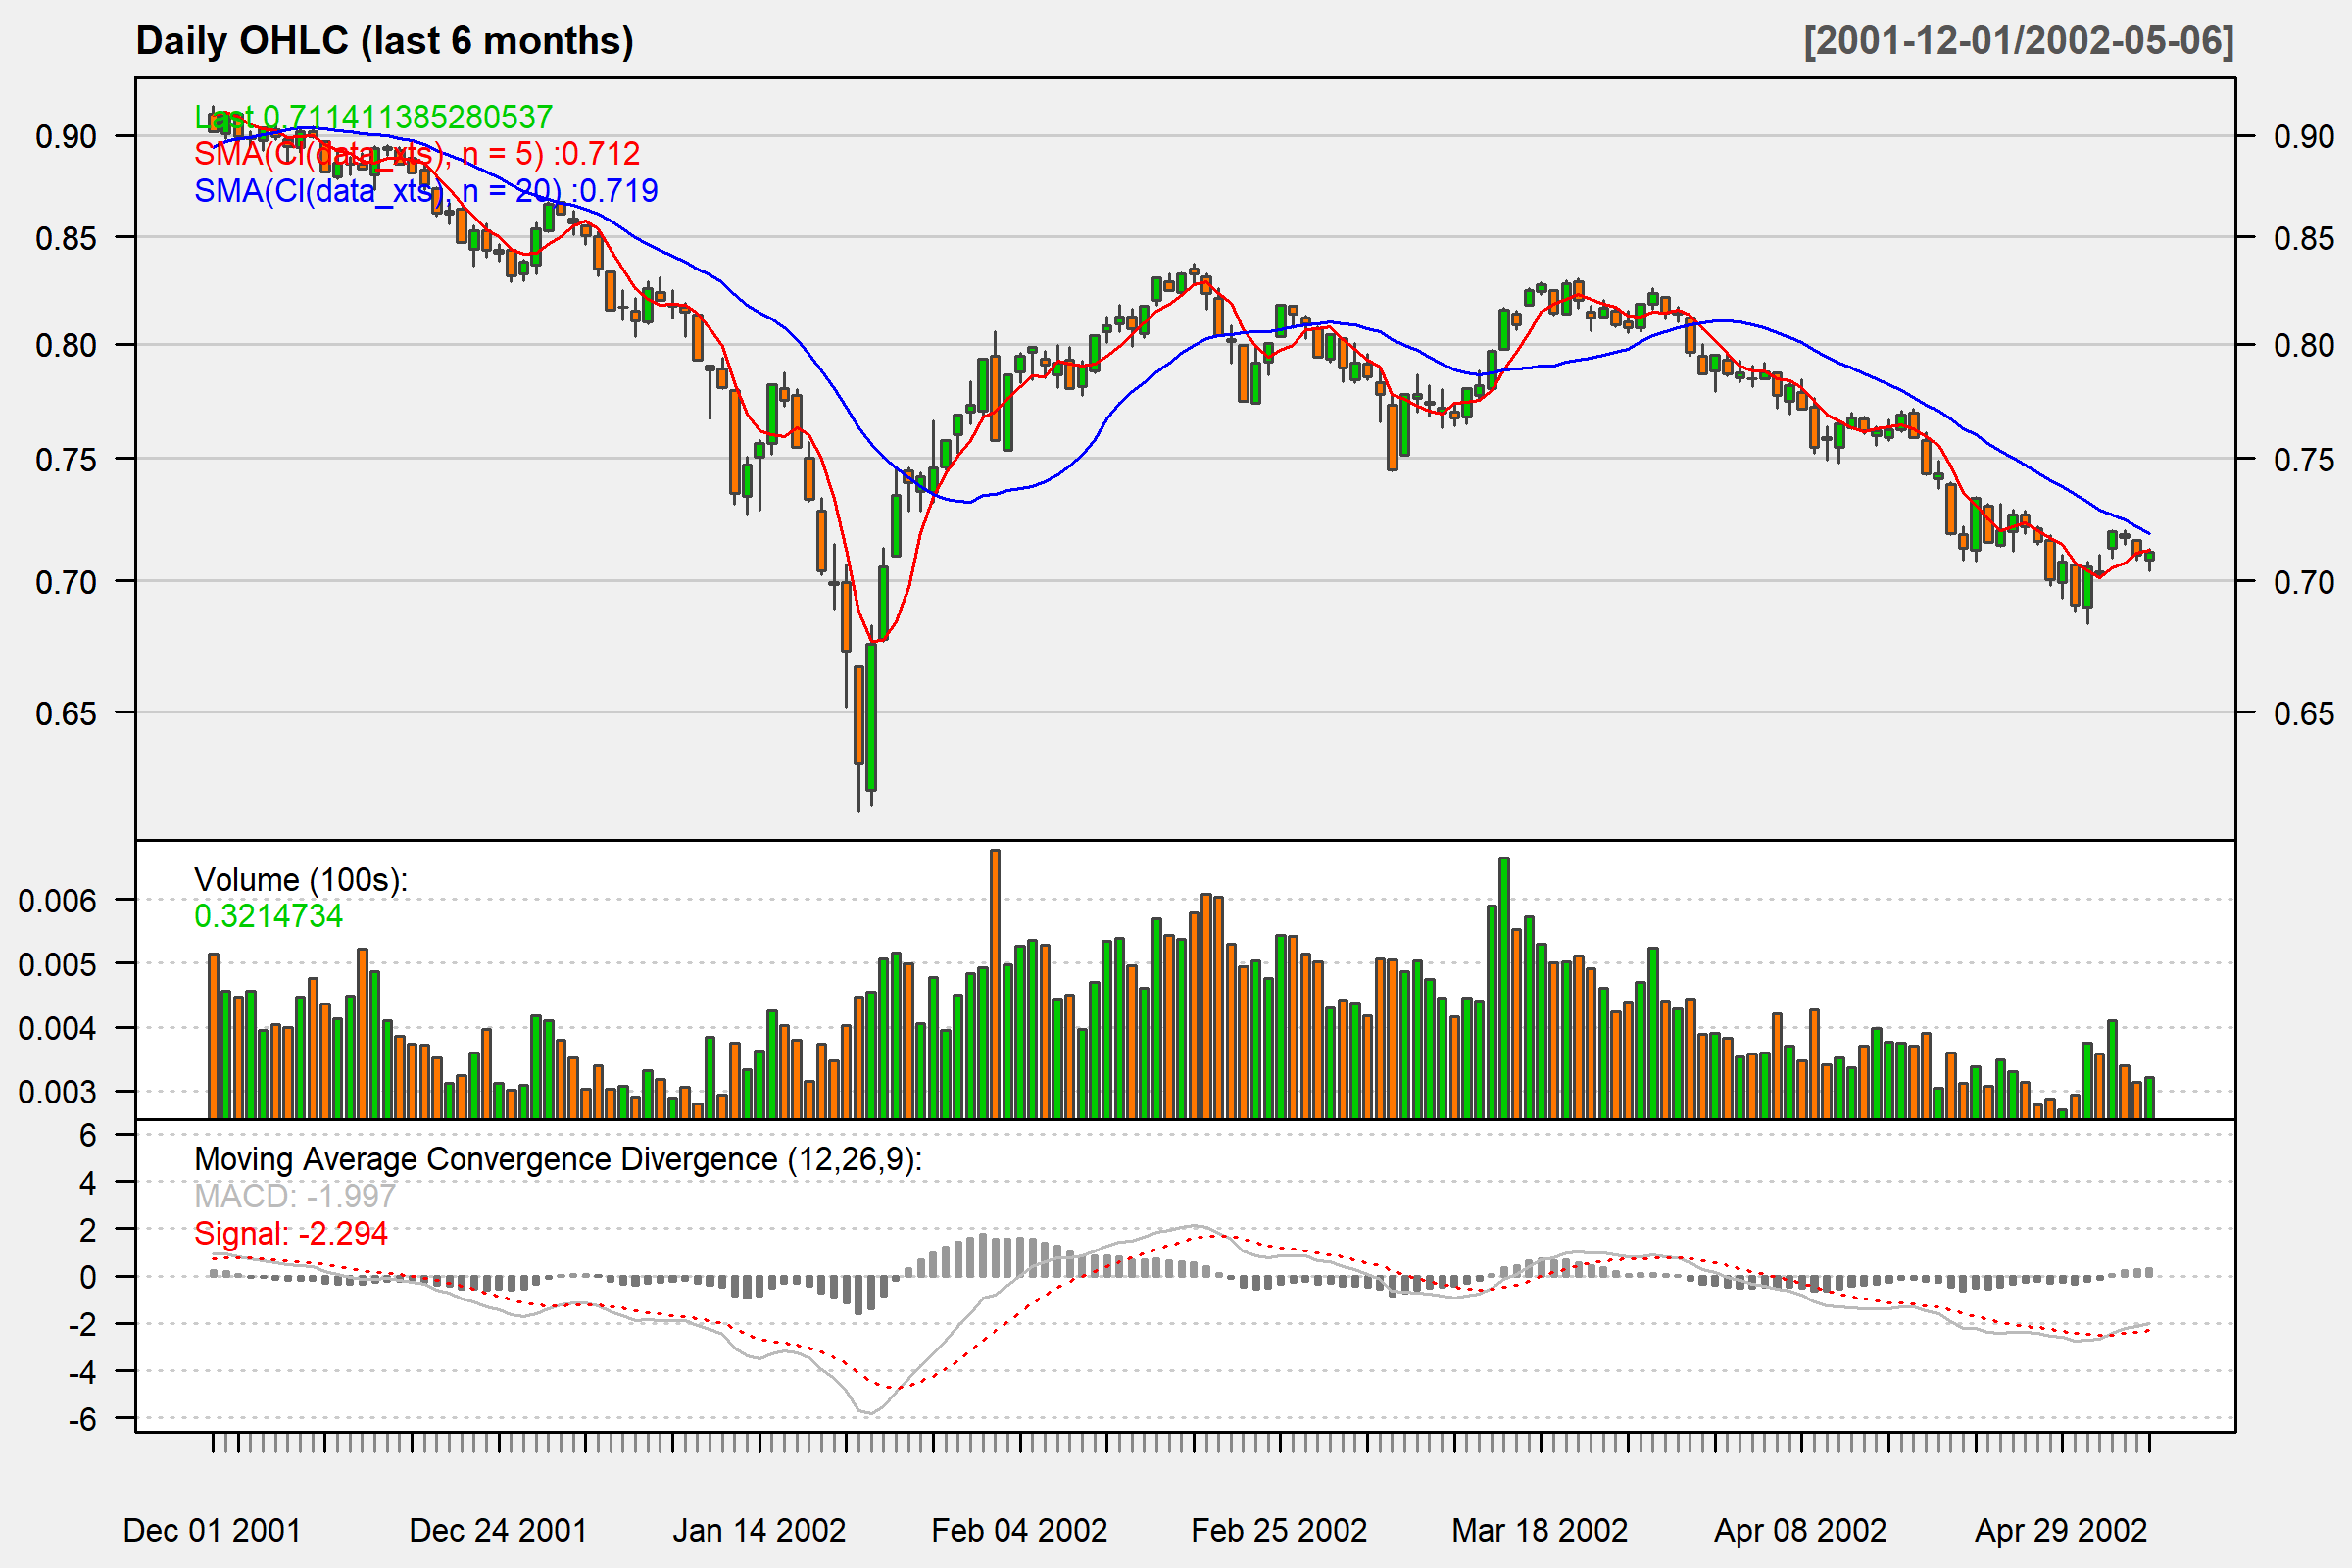 Daily OHLC (last 6 months) [2001-12-01/2002-05-06]
Last 0.711411385280537
SMA(Cl(data_xts), n = 5) :0.712
SMA(Cl(data_xts), n = 20) :0.719
0.90 0.90
0.85 0.85
0.80 0.80
0.75 0.75
0.70 0.70
0.65 0.65
Volume (100s):
0.3214734
0.006
0.005
0.004
0.003
Moving Average Convergence Divergence (12,26,9):
MACD: -1.997
Signal: -2.294
6
4
2
0
-2
-4
-6
Dec 01 2001 Dec 24 2001 Jan 14 2002 Feb 04 2002 Feb 25 2002 Mar 18 2002 Apr 08 2002 Apr 29 2002